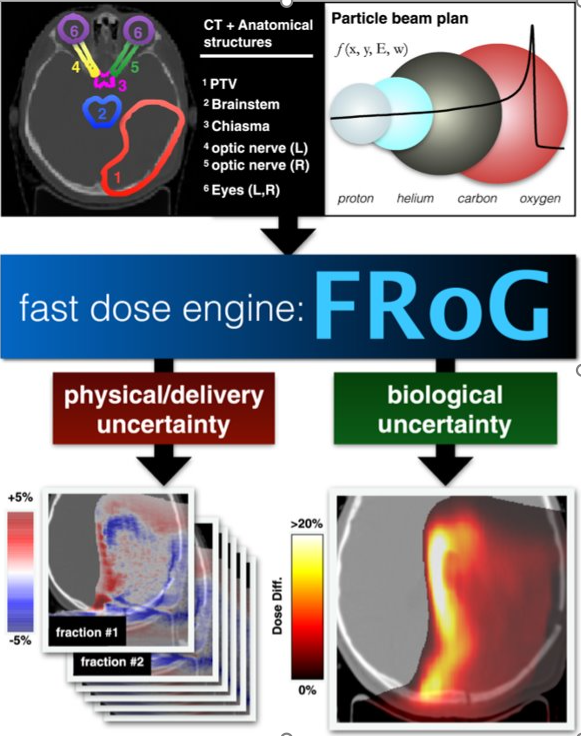 CT + Anatomical
structures
1 PTV
2 Brainstem
3 Chiasma
4 optic nerve (L)
5 optic nerve (R)
6 Eyes (L,R)
6
6
4
5
3
2
1
Particle beam plan
f(x, y, E, w)
proton helium carbon oxygen
fast dose engine: FRoG
physical/delivery
uncertainty
biological
uncertainty
+5%
-5%
fraction #1
fraction #2
>20%
Dose Diff.
0%